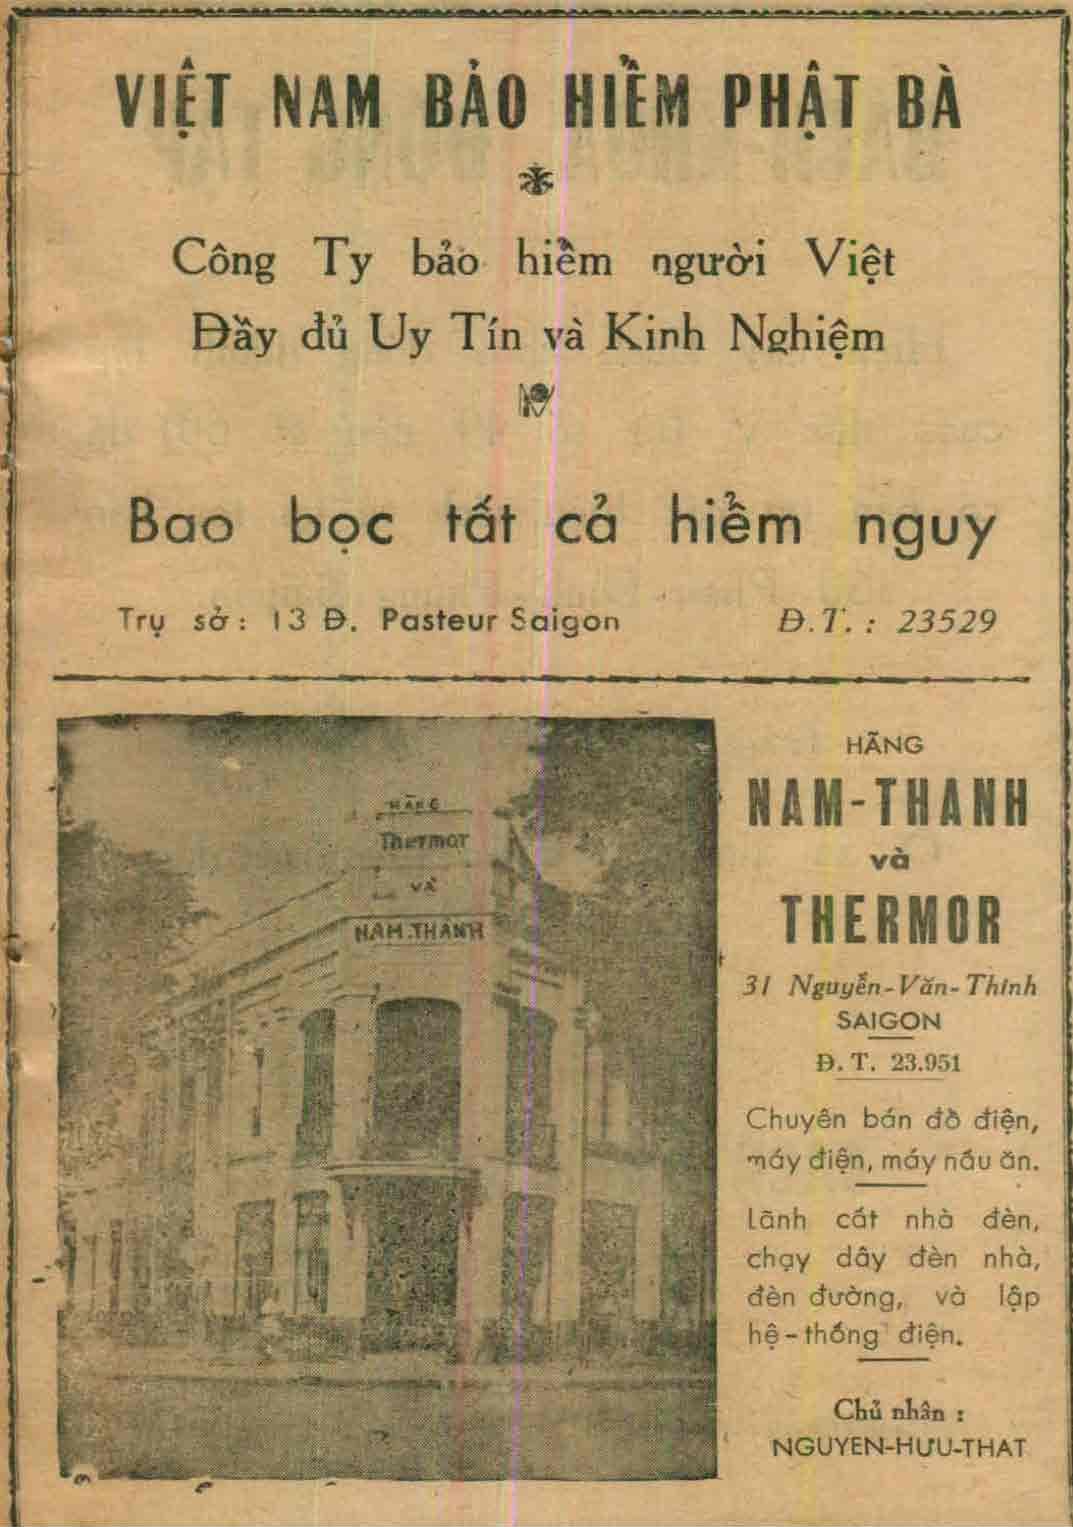 VIỆT NAM BẢO HIỂM PHẬT BÀ
Công Ty bảo hiểm người Việt
Đầy đủ Uy Tín và Kinh Nghiệm
Bao bọc tất cả hiểm nguy
Trụ sở: 13 Đ. Pasteur Saigon Đ.T.: 23529
HÃNG
Thermor
VÀ
NAM.THÀNH
HÃNG
NAM-THANH
và
THERMOR
31 Nguyễn-Văn-Thinh
SAIGON
Đ. T. 23.951
Chuyên bán đồ điện,
máy điện, máy nấu ăn.
Lãnh cất nhà đèn,
chạy dây đèn nhà,
đèn đường, và lập
hệ-thống điện.
Chủ nhân :
NGUYEN-HƯU-THAT